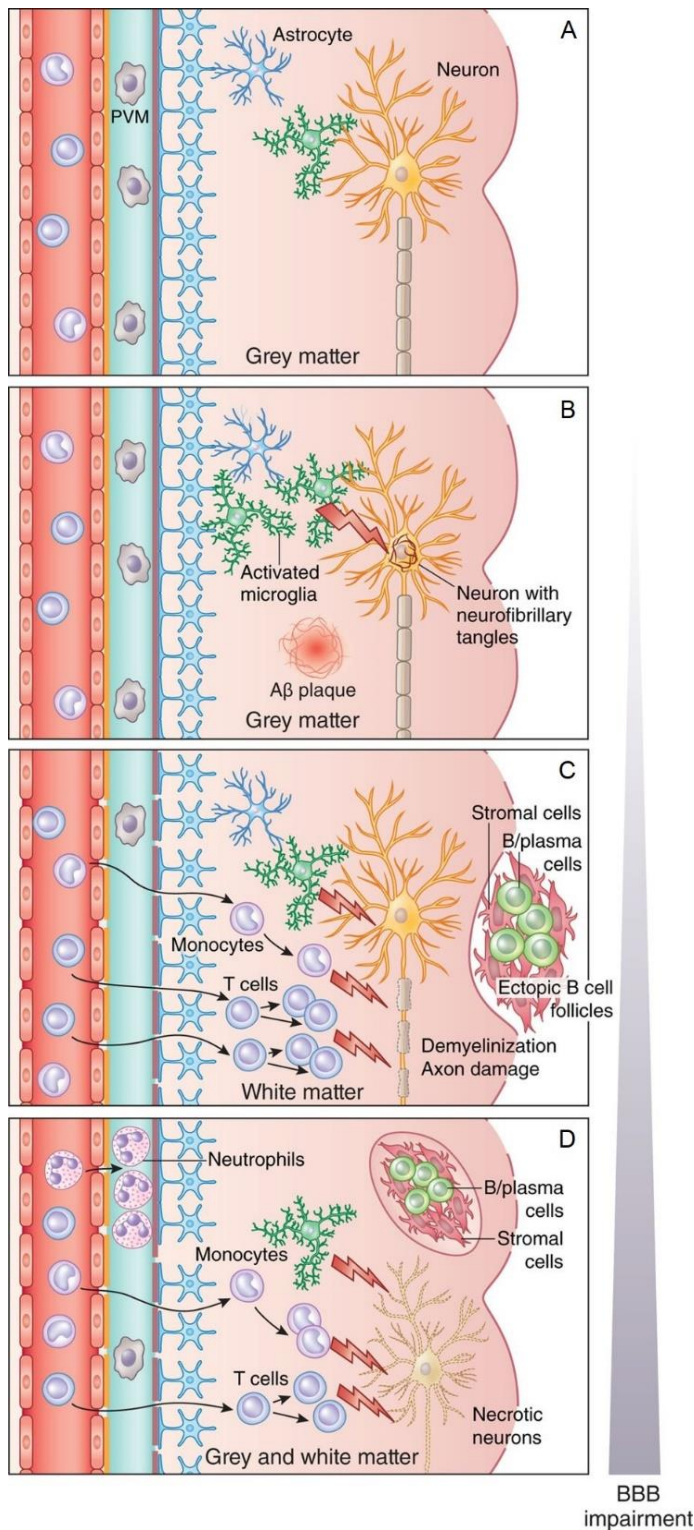 A
Astrocyte
Neuron
PVM
Grey matter
B
Activated
microglia
Neuron with
neurofibrillary
tangles
Aβ plaque
Grey matter
C
Stromal cells
B/plasma
cells
Monocytes
T cells
Ectopic B cell
follicles
Demyelinization
Axon damage
White matter
D
Neutrophils
B/plasma
cells
Stromal
cells
Monocytes
T cells
Necrotic
neurons
Grey and white matter
BBB
impairment